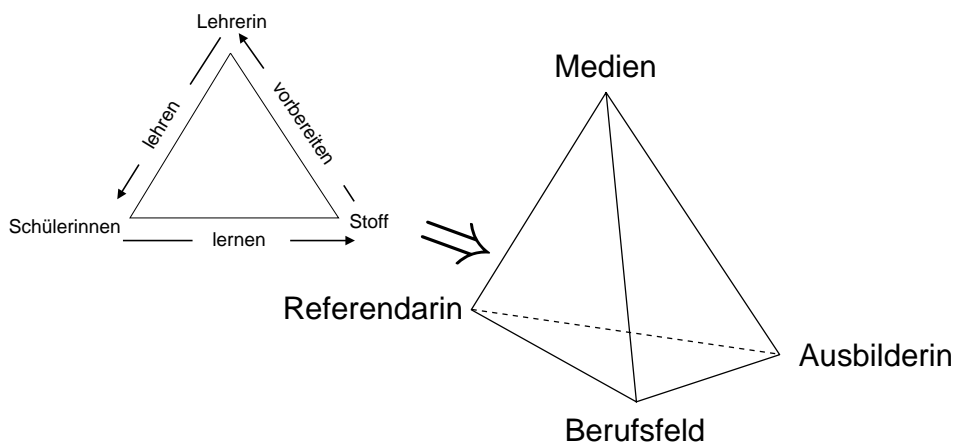 Lehrerin
lehren
vorbereiten
Schülerinnen
Stoff
lernen
Medien
Referendarin
Ausbilderin
Berufsfeld